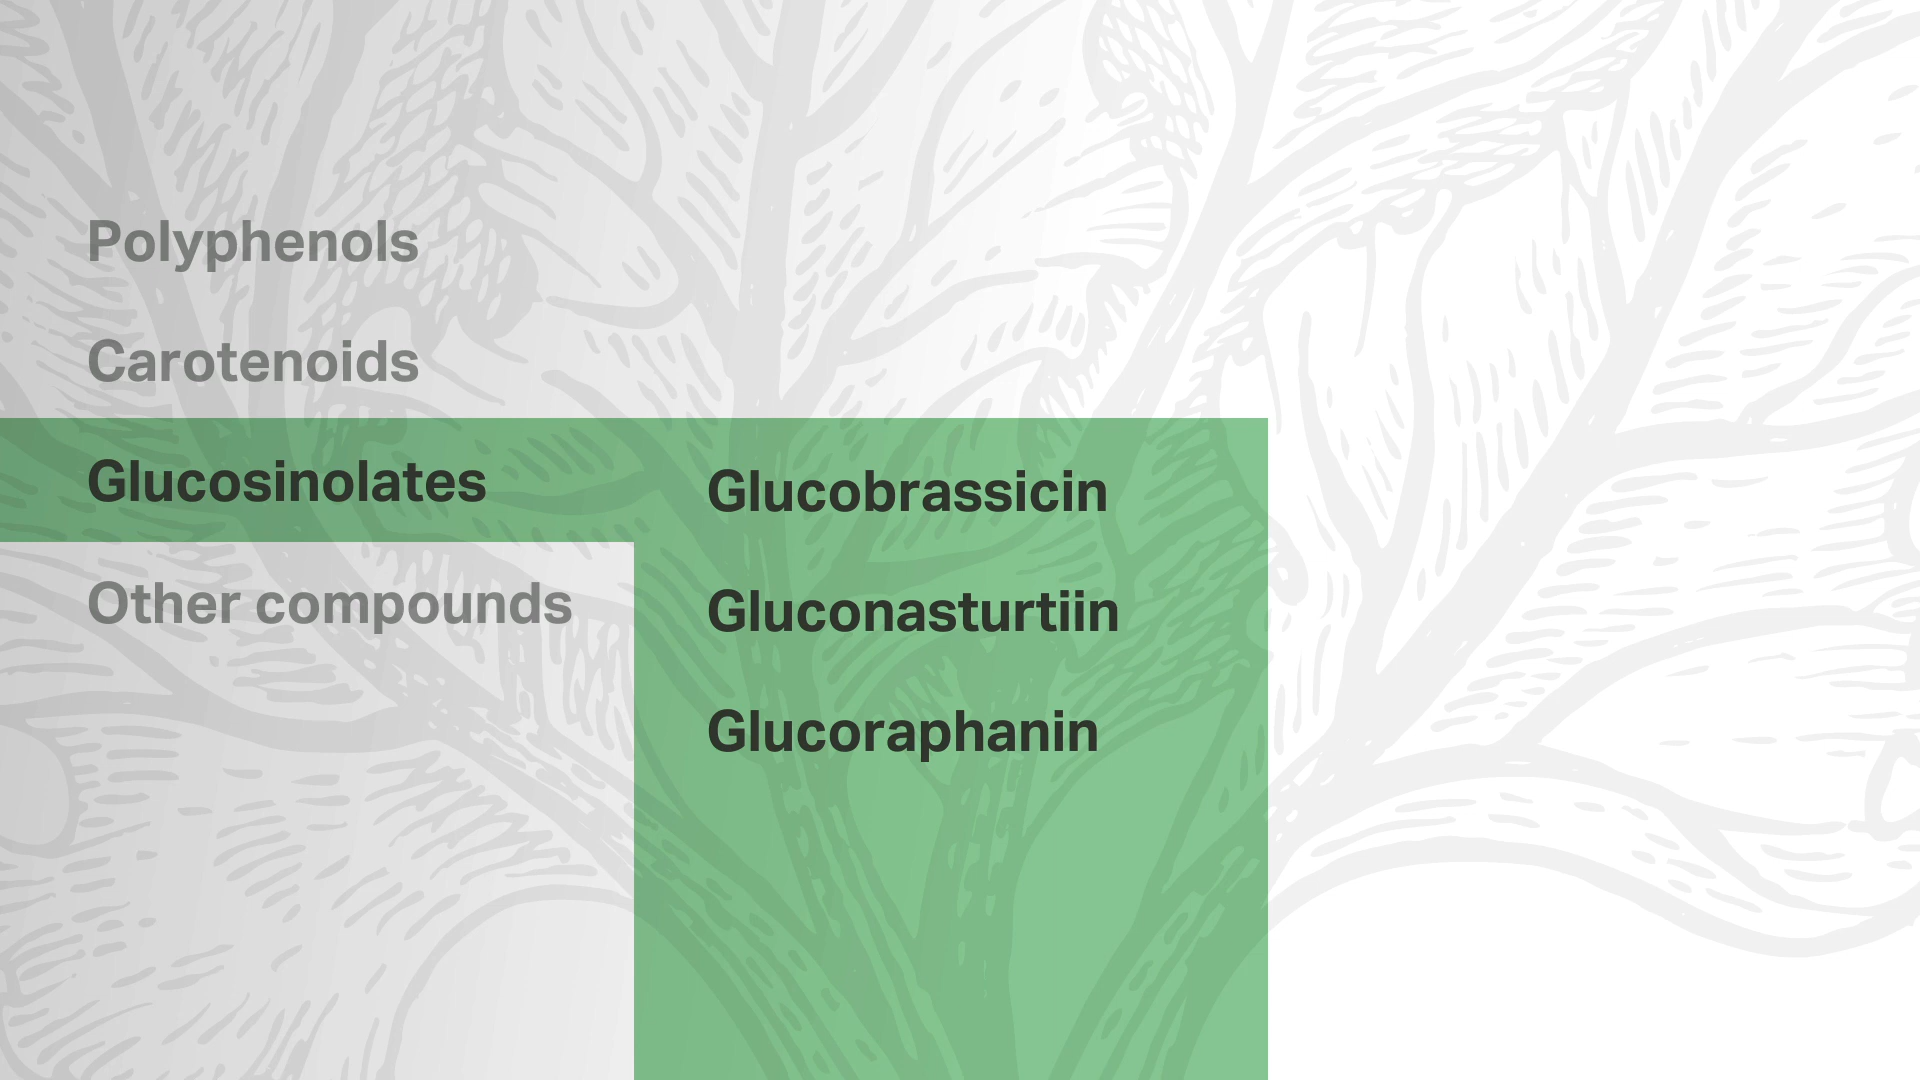 Polyphenols
Carotenoids
Glucosinolates
Other compounds
Glucobrassicin
Gluconasturtiin
Glucoraphanin